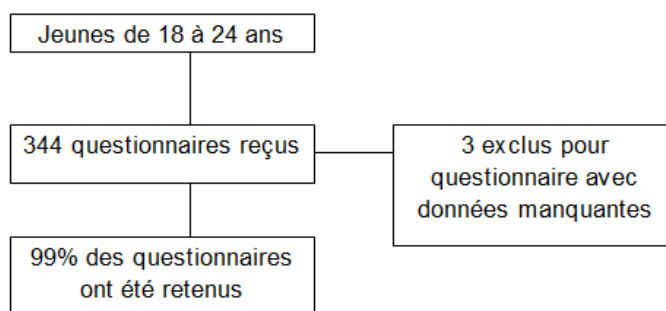 Jeunes de 18 à 24 ans
344 questionnaires reçus
3 exclus pour
questionnaire avec
données manquantes
99% des questionnaires
ont été retenus